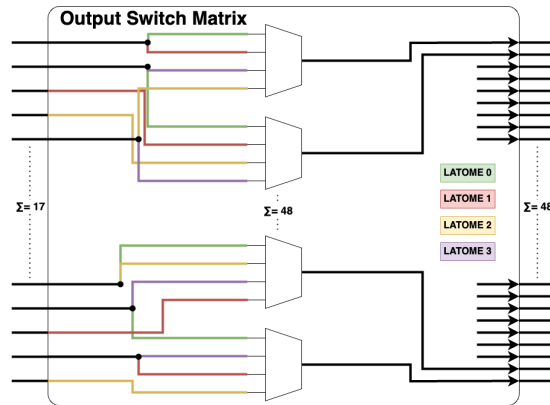 Output Switch Matrix
LATOME 0
LATOME 1
LATOME 2
LATOME 3
Σ= 17
Σ= 48
Σ= 48